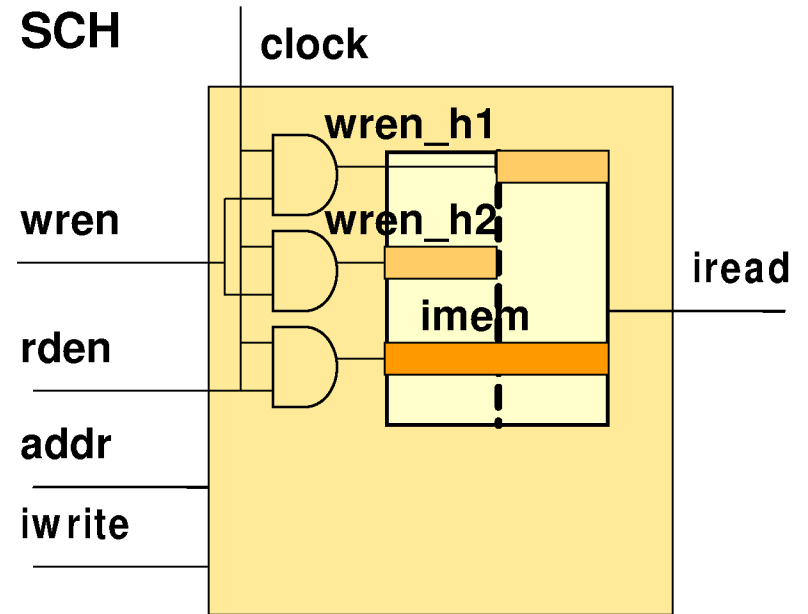 SCH
clock
wren_h1
wren
wren_h2
iread
imem
rden
addr
iwrite